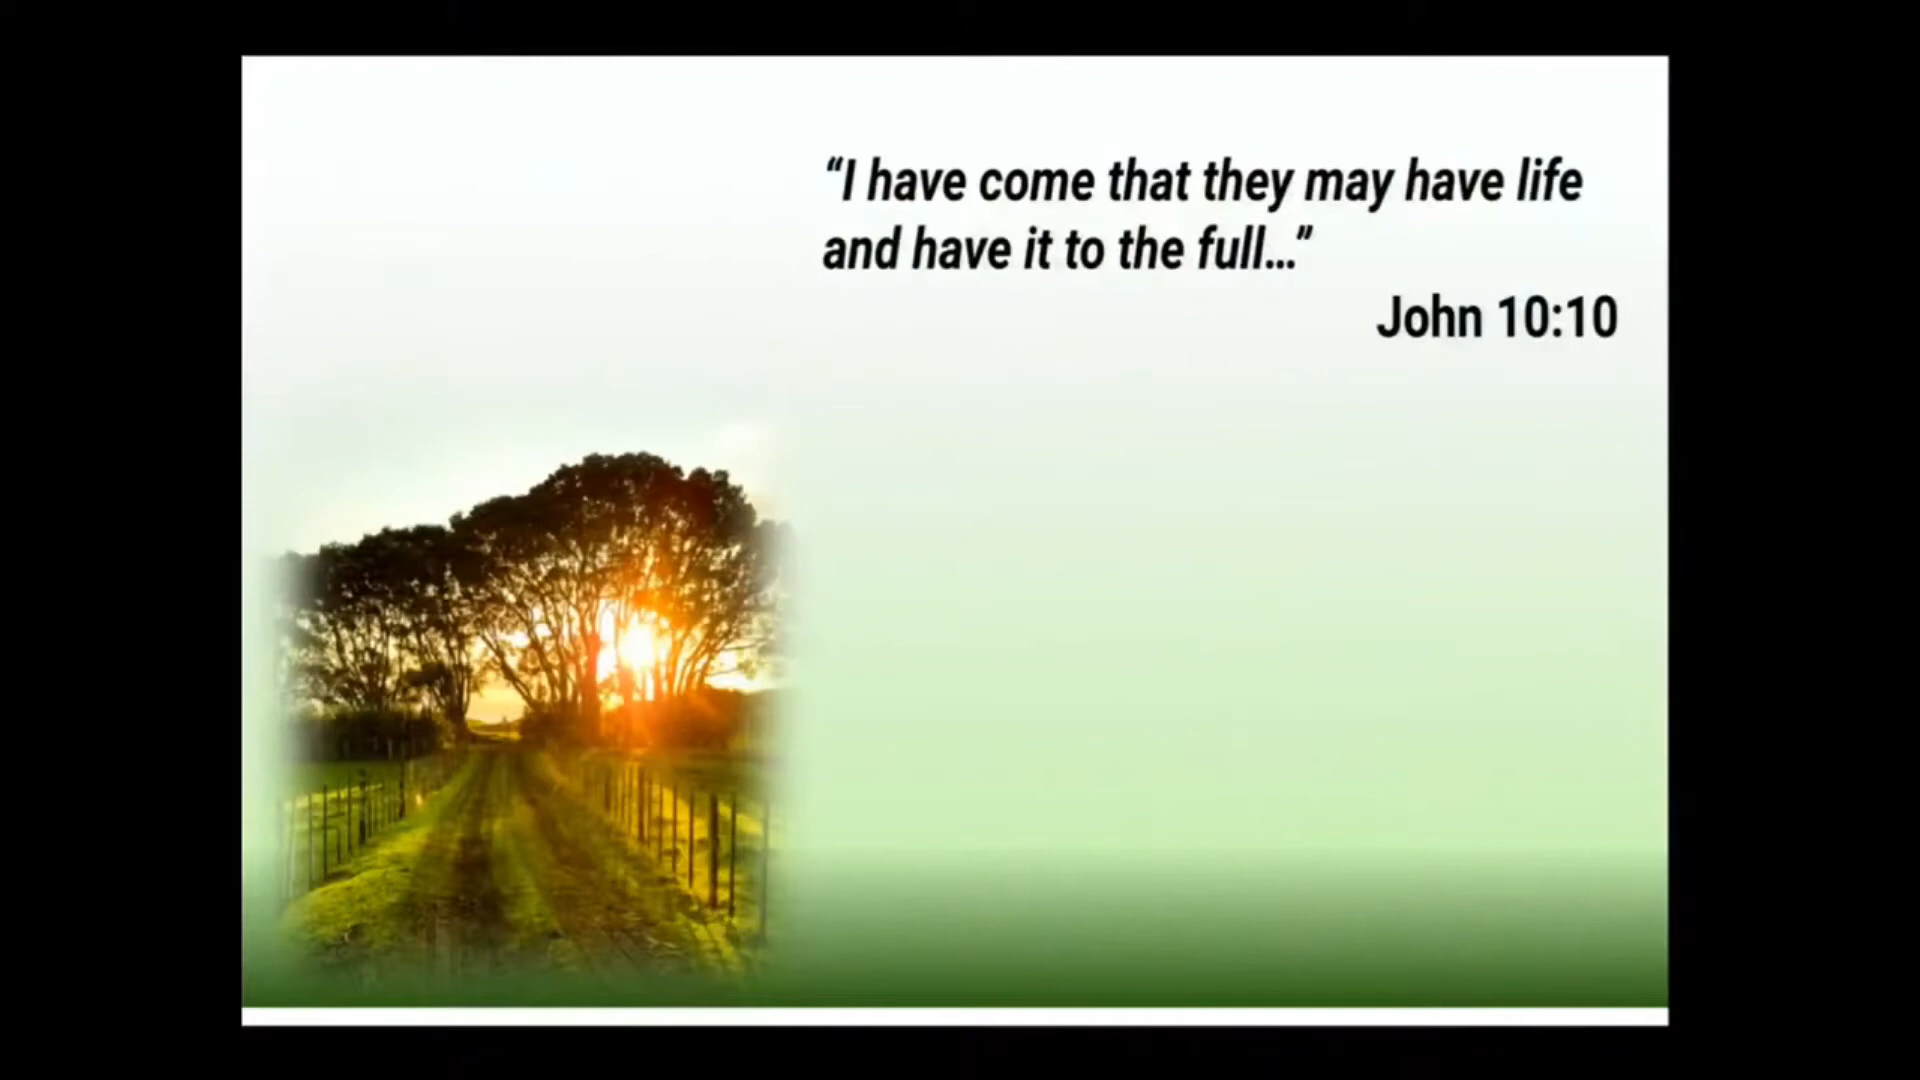 “I have come that they may have life
and have it to the full...”
John 10:10